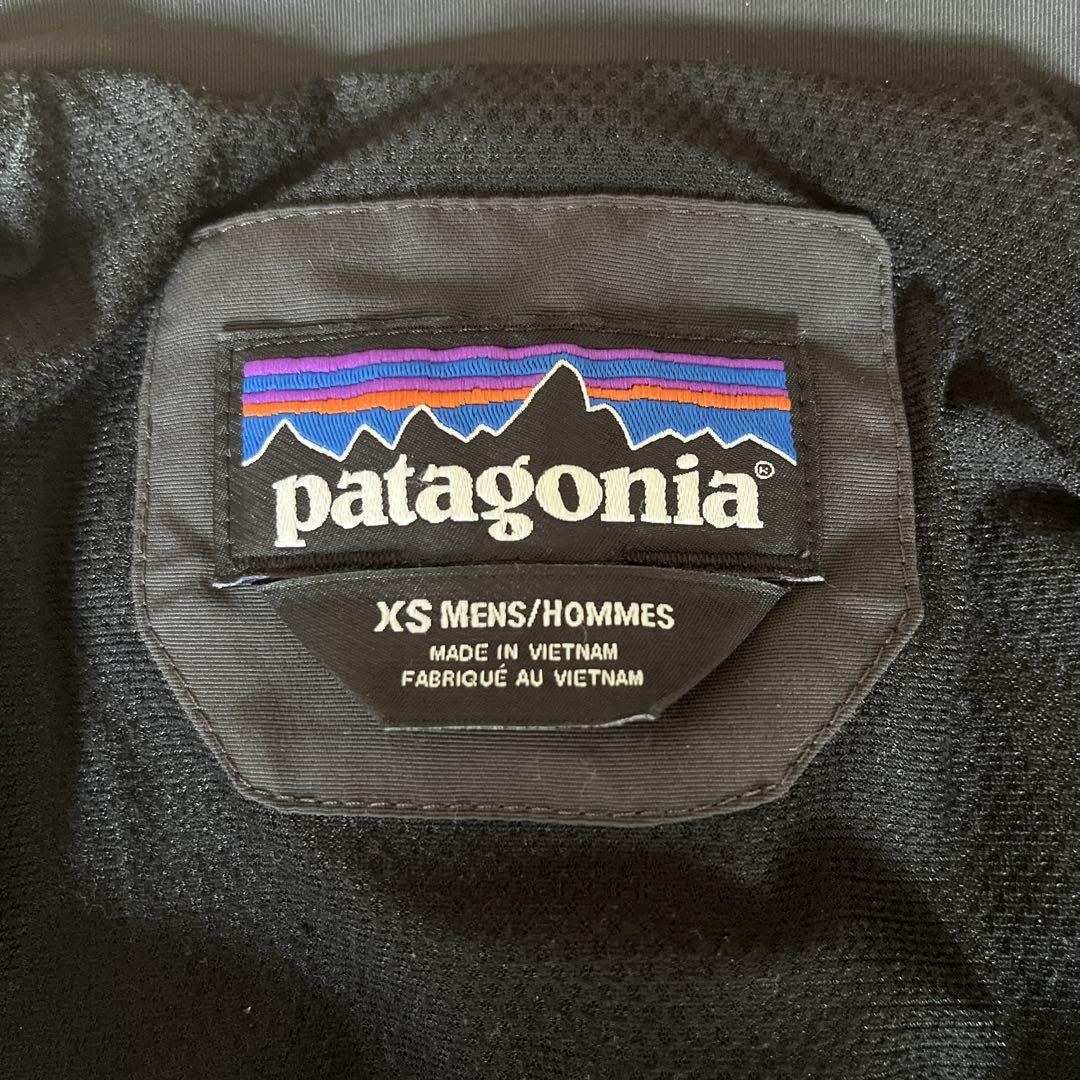 patagonia®
XS MENS/HOMMES
MADE IN VIETNAM
FABRIQUÉ AU VIETNAM